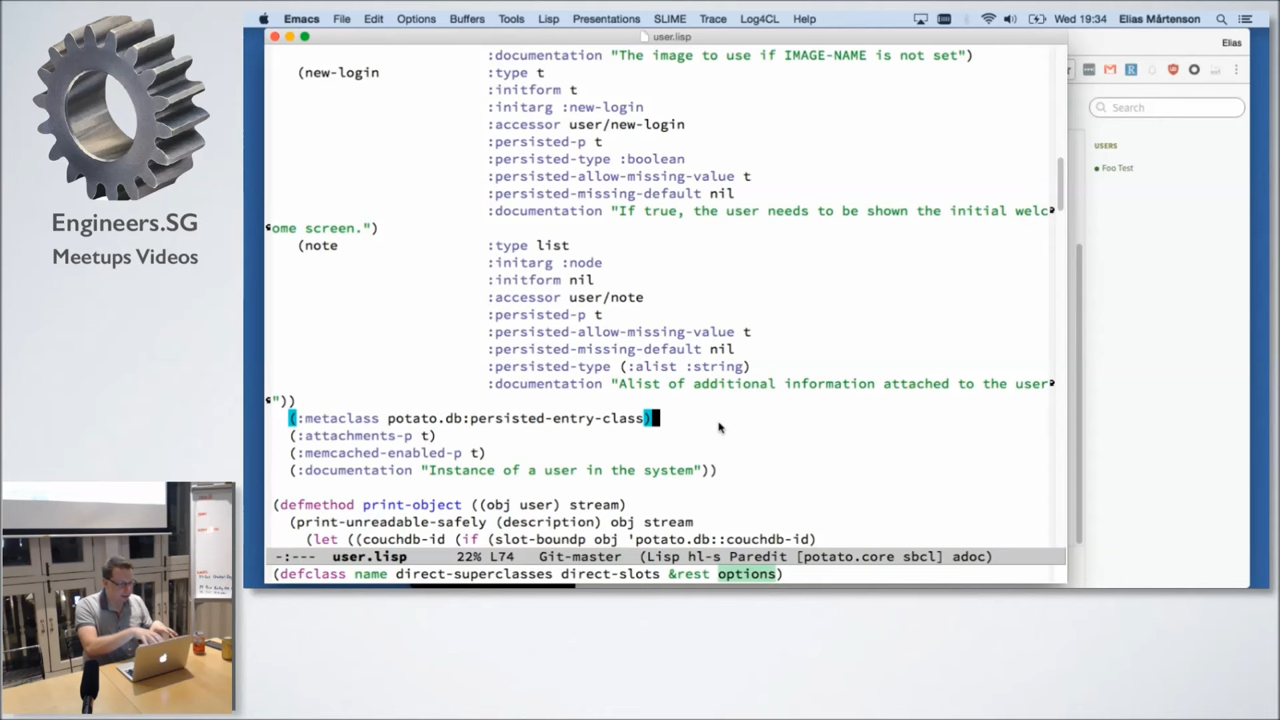 Emacs File Edit Options Buffers Tools Lisp Presentations SLIME Trace Log4CL Help Wed 19:34 Elias Mårtenson
user.lisp
Elias
:documentation "The image to use if IMAGE-NAME is not set")
(new-login :type t
:initform t
:initarg :new-login
:accessor user/new-login
:persisted-p t
:persisted-type :boolean
:persisted-allow-missing-value t
:persisted-missing-default nil
:documentation "If true, the user needs to be shown the initial welc
ome screen.")
(note :type list
:initarg :node
:initform nil
:accessor user/note
:persisted-p t
:persisted-allow-missing-value t
:persisted-missing-default nil
:persisted-type (:alist :string)
:documentation "Alist of additional information attached to the user
"))
(:metaclass potato.db:persisted-entry-class)
(:attachments-p t)
(:memcached-enabled-p t)
(:documentation "Instance of a user in the system"))
(defmethod print-object ((obj user) stream)
(print-unreadable-safely (description) obj stream
(let ((couchdb-id (if (slot-boundp obj 'potato.db::couchdb-id)
-:--- user.lisp 22% L74 Git-master (Lisp hl-s Paredit [potato.core sbcl] adoc)
(defclass name direct-superclasses direct-slots &rest options)
Search
USERS
Foo Test
Engineers.SG
Meetups Videos